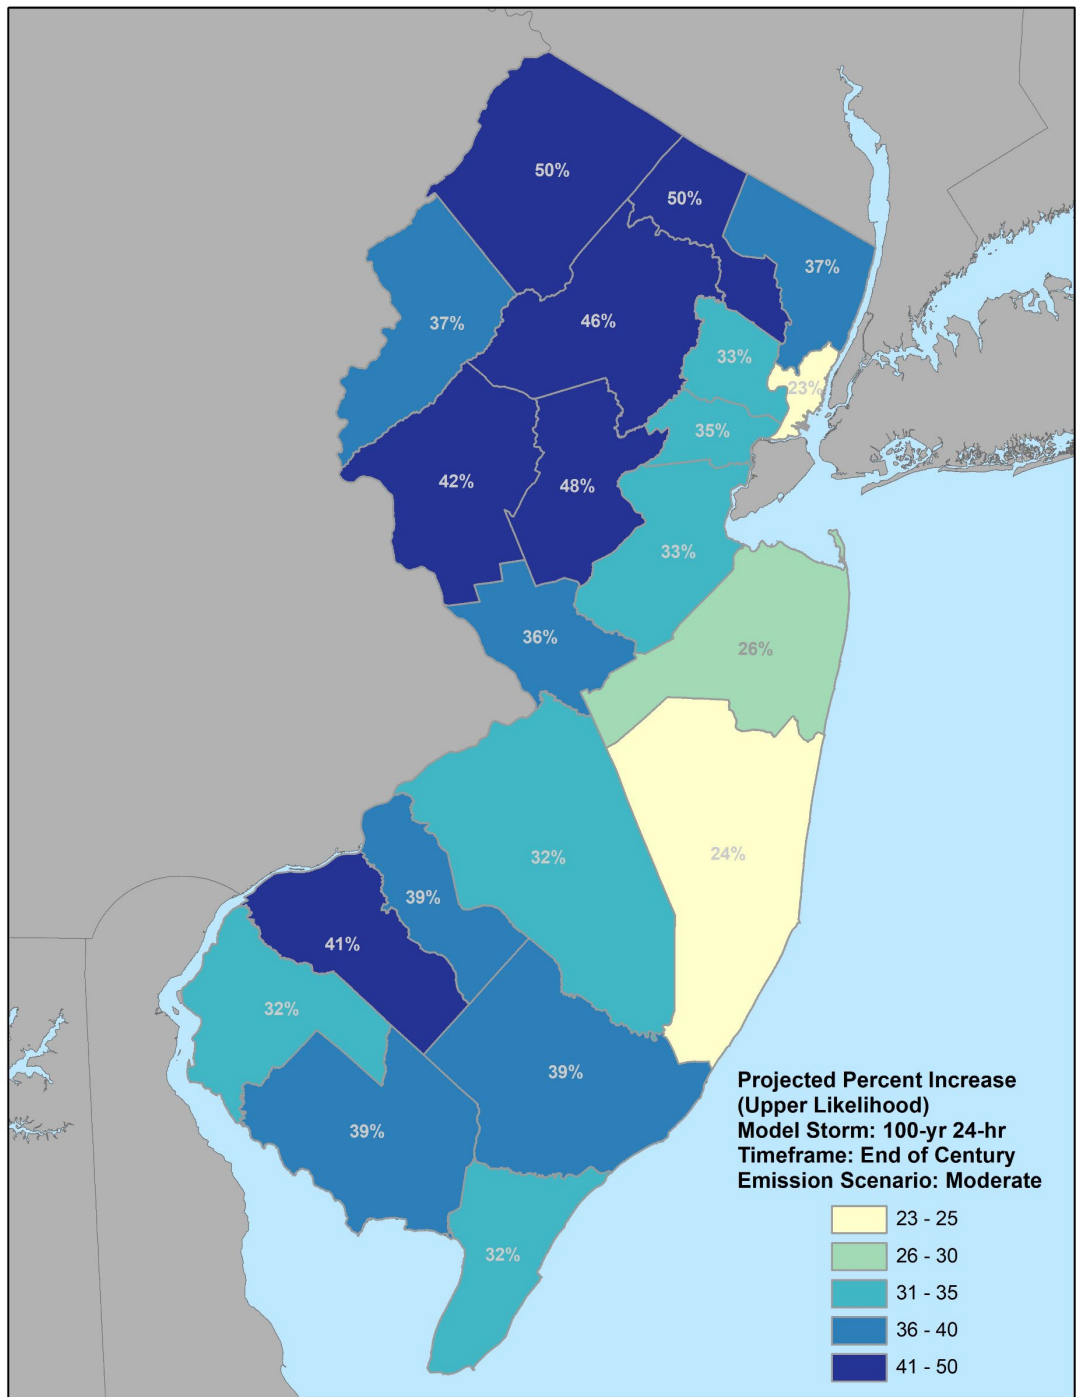 50%
50%
37%
37%
46%
33%
23%
35%
42%
48%
33%
36%
26%
32%
24%
39%
41%
32%
39%
39%
32%
Projected Percent Increase
(Upper Likelihood)
Model Storm: 100-yr 24-hr
Timeframe: End of Century
Emission Scenario: Moderate
23 - 25
26 - 30
31 - 35
36 - 40
41 - 50